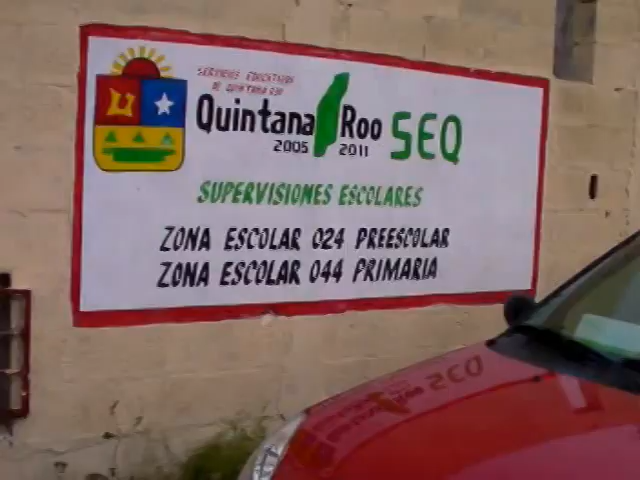 SERVICIOS EDUCATIVOS
DE QUINTANA ROO
Quintana Roo SEQ
2005 2011
SUPERVISIONES ESCOLARES
ZONA ESCOLAR 024 PREESCOLAR
ZONA ESCOLAR 044 PRIMARIA